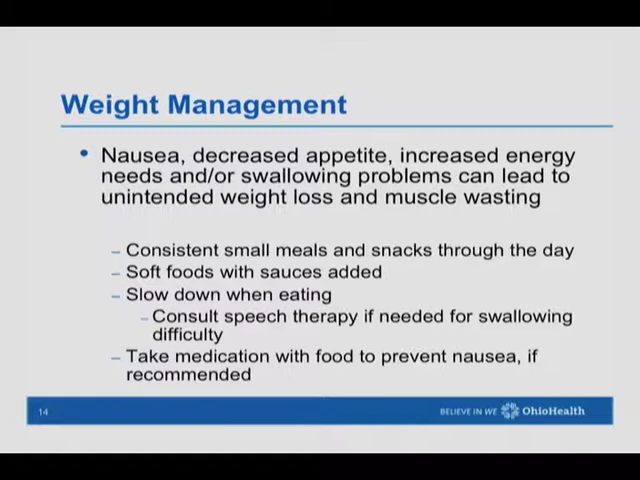 Weight Management
• Nausea, decreased appetite, increased energy
needs and/or swallowing problems can lead to
unintended weight loss and muscle wasting
– Consistent small meals and snacks through the day
– Soft foods with sauces added
– Slow down when eating
– Consult speech therapy if needed for swallowing
difficulty
– Take medication with food to prevent nausea, if
recommended
14
BELIEVE IN WE OhioHealth